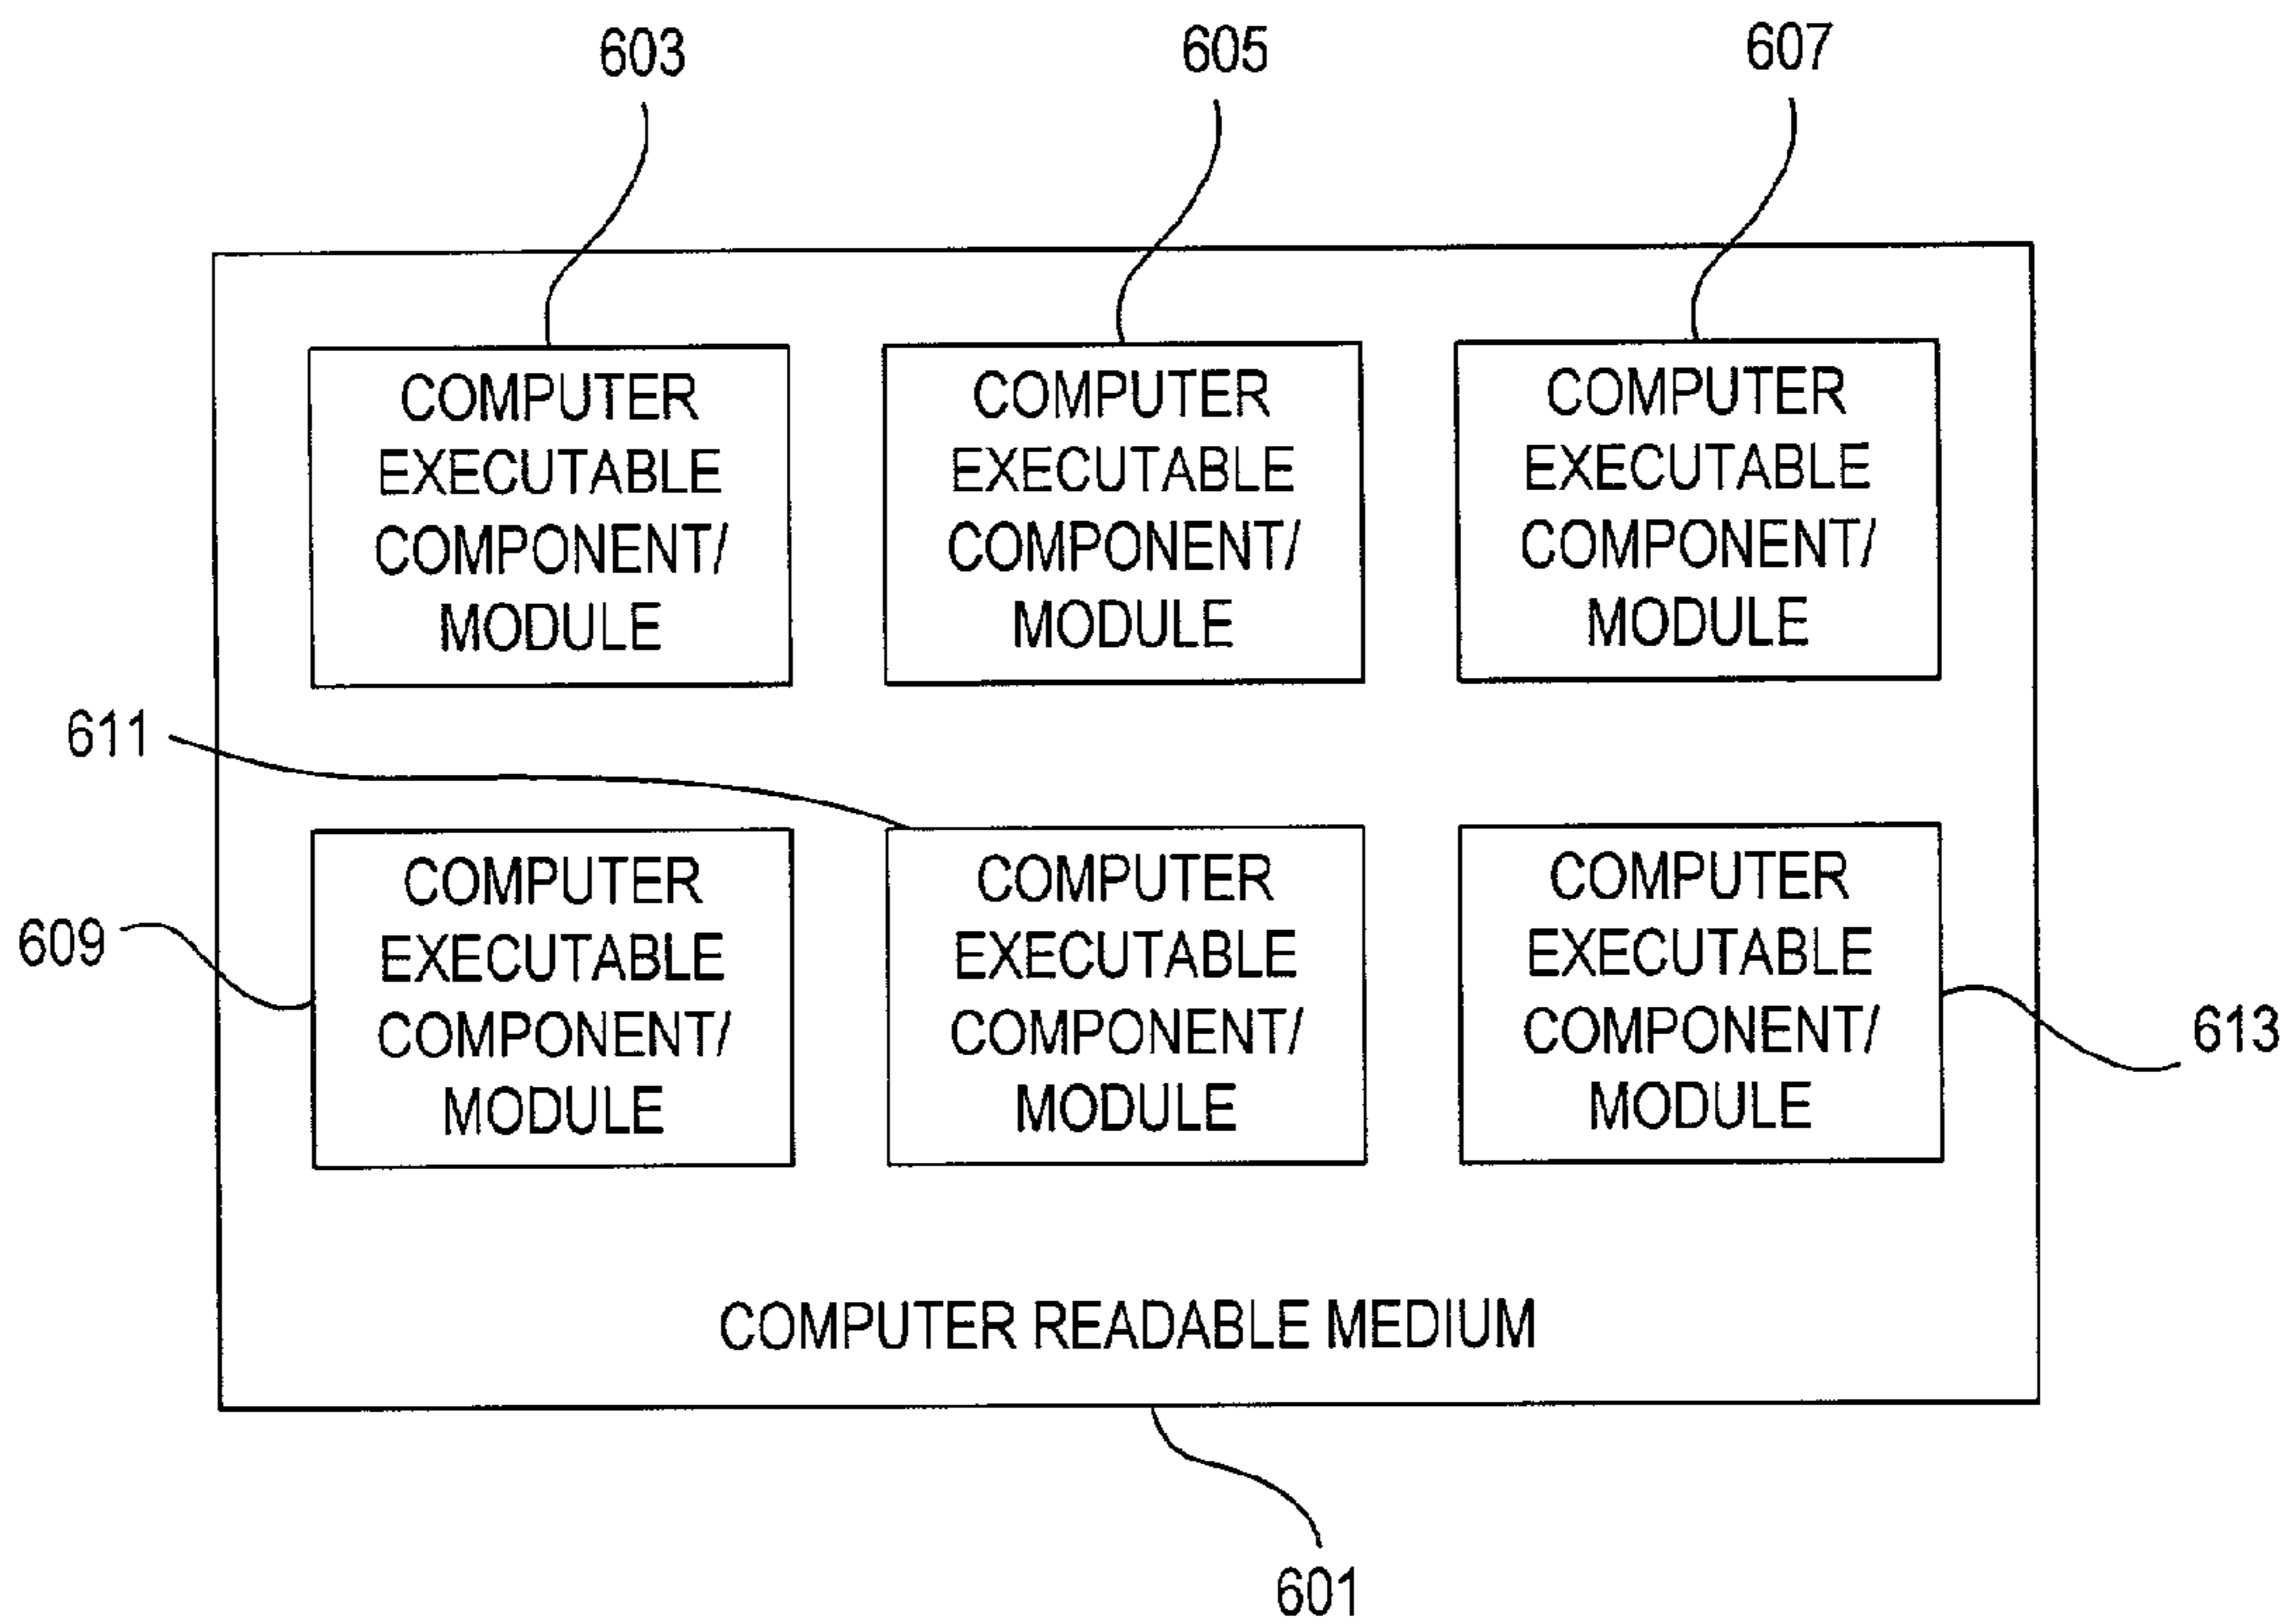 603
605
607
COMPUTER
EXECUTABLE
COMPONENT/
MODULE
COMPUTER
EXECUTABLE
COMPONENT/
MODULE
COMPUTER
EXECUTABLE
COMPONENT/
MODULE
611
609
COMPUTER
EXECUTABLE
COMPONENT/
MODULE
COMPUTER
EXECUTABLE
COMPONENT/
MODULE
COMPUTER
EXECUTABLE
COMPONENT/
MODULE
613
COMPUTER READABLE MEDIUM
601